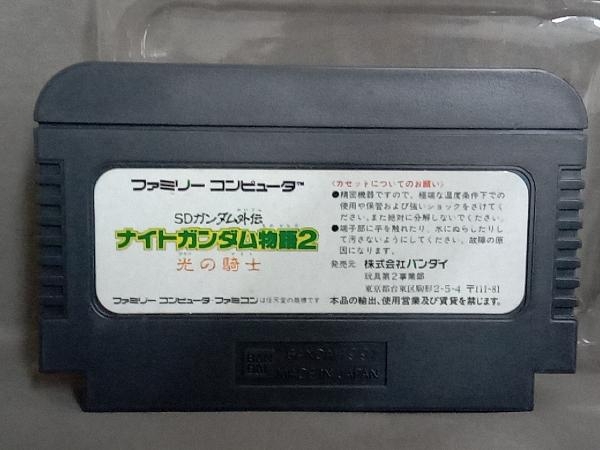 ファミリー コンピュータ™
SDガンダム外伝
ナイトガンダム物語2
光の騎士
ファミリー コンピュータ・ファミコンは任天堂の商標です
〈カセットについてのお願い〉
●精密機器ですので、極端な温度条件下での
使用や保管および強いショックをさけてく
ださい。また絶対に分解しないでください。
●端子部に手を触れたり、水にぬらしたりし
て汚さないようにしてください。故障の原
因になります。
発売元 株式会社バンダイ
玩具第2事業部
東京都台東区駒形2-5-4 〒111-81
本品の輸出、使用営業及び賃貸を禁じます。
BAN
DAI
BANDAI 1991
MADE IN JAPAN